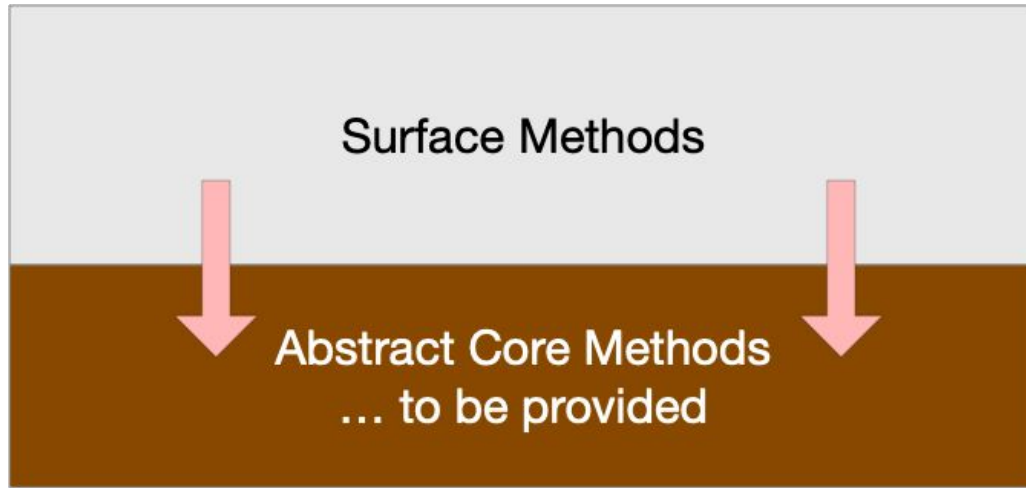 Surface Methods
Abstract Core Methods
... to be provided